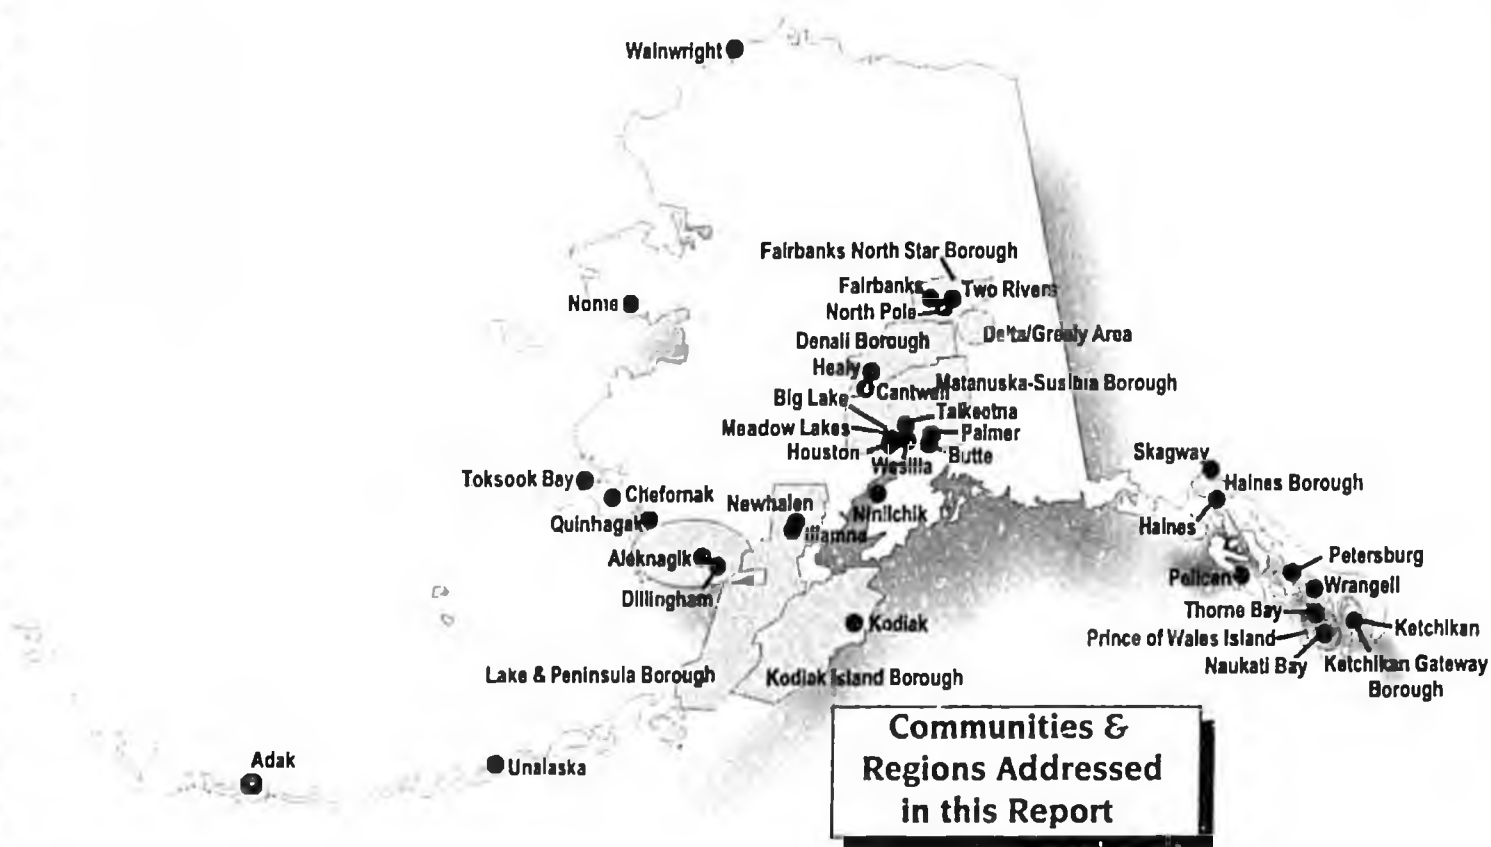 Wainwright
Fairbanks North Star Borough
Fairbanks
Two Rivers
North Pole
Nome
Delta/Greely Area
Denali Borough
Healy
Cantwell
Matanuska-Susitna Borough
Big Lake
Talkeetna
Meadow Lakes
Palmer
Houston
Butte
Wasilla
Skagway
Haines Borough
Toksook Bay
Chefornak
Newhalen
Ninilchik
Haines
Quinhagak
Iliamna
Aleknagik
Petersburg
Pelican
Wrangell
Dillingham
Thorne Bay
Kodiak
Ketchikan
Prince of Wales Island
Naukati Bay
Ketchikan Gateway
Borough
Lake & Peninsula Borough
Kodiak Island Borough
Communities &
Regions Addressed
in this Report
Adak
Unalaska